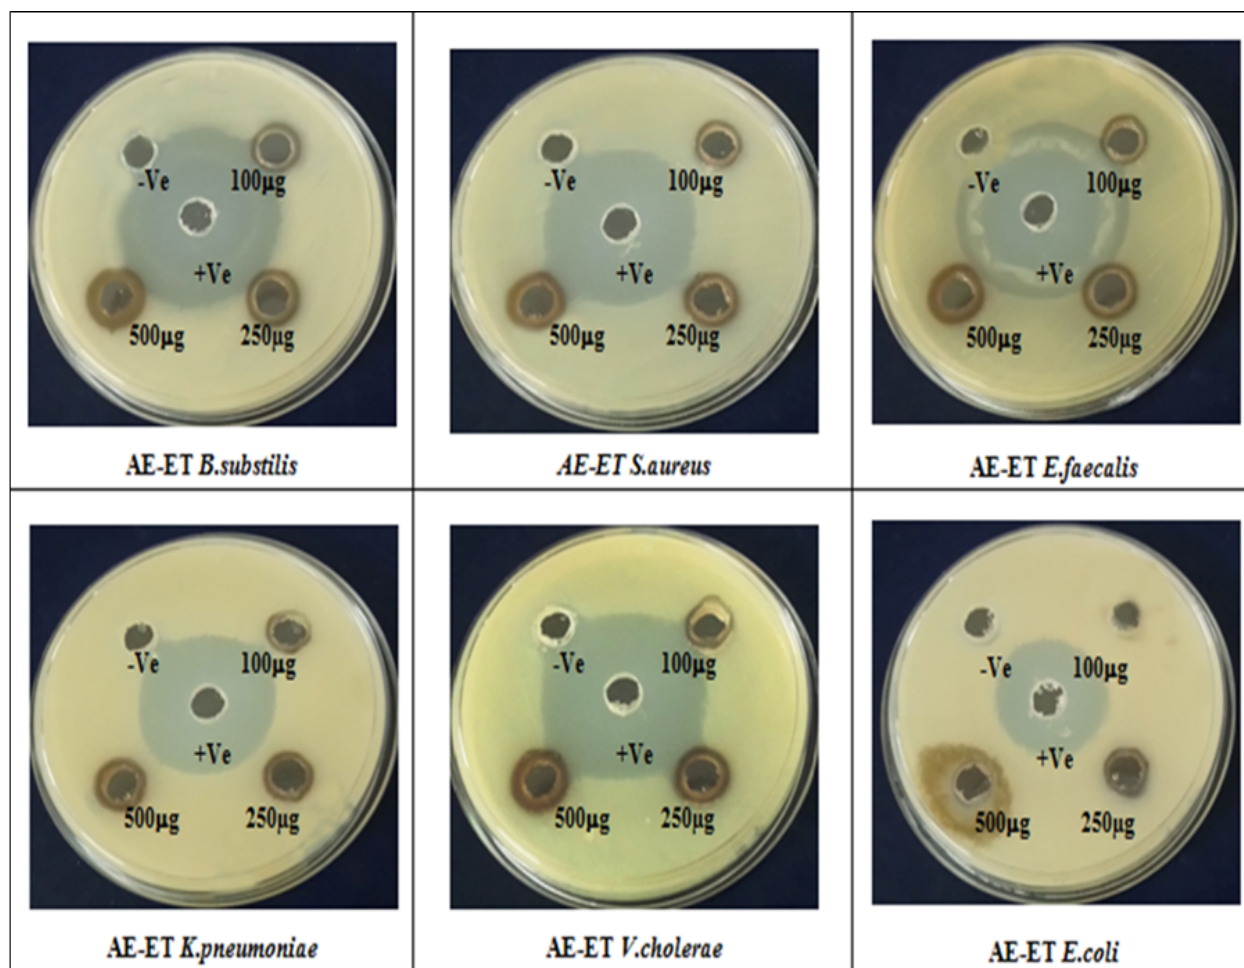 -Ve
100µg
+Ve
500µg
250µg
AE-ET B.substilis
-Ve
100µg
+Ve
500µg
250µg
AE-ET S.aureus
-Ve
100µg
+Ve
500µg
250µg
AE-ET E.faecalis
-Ve
100µg
+Ve
500µg
250µg
AE-ET K.pneumoniae
-Ve
100µg
+Ve
500µg
250µg
AE-ET V.cholerae
-Ve
100µg
+Ve
500µg
250µg
AE-ET E.coli